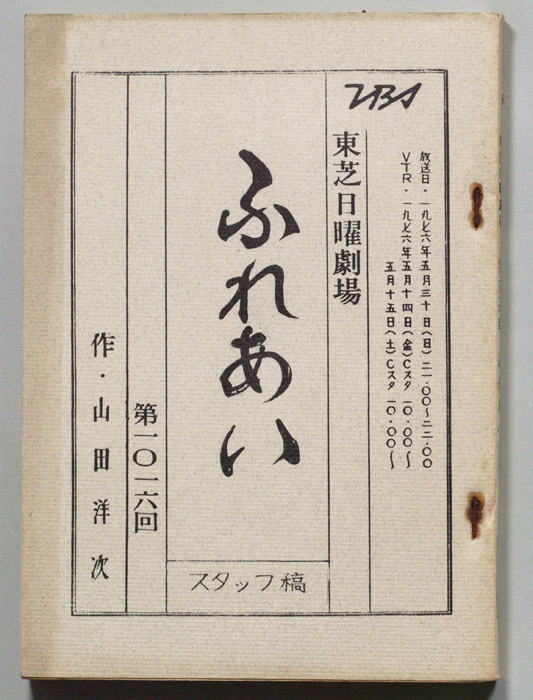 TBS
放送日・一九七六年五月三十日(日)二一・〇〇～二二・〇〇
VTR・一九七六年五月十四日(金)Cスタ一〇・〇〇～
五月十五日(土)Cスタ一〇・〇〇～
東芝日曜劇場
ふれあい
スタッフ稿
第一〇一六回
作・山田洋次